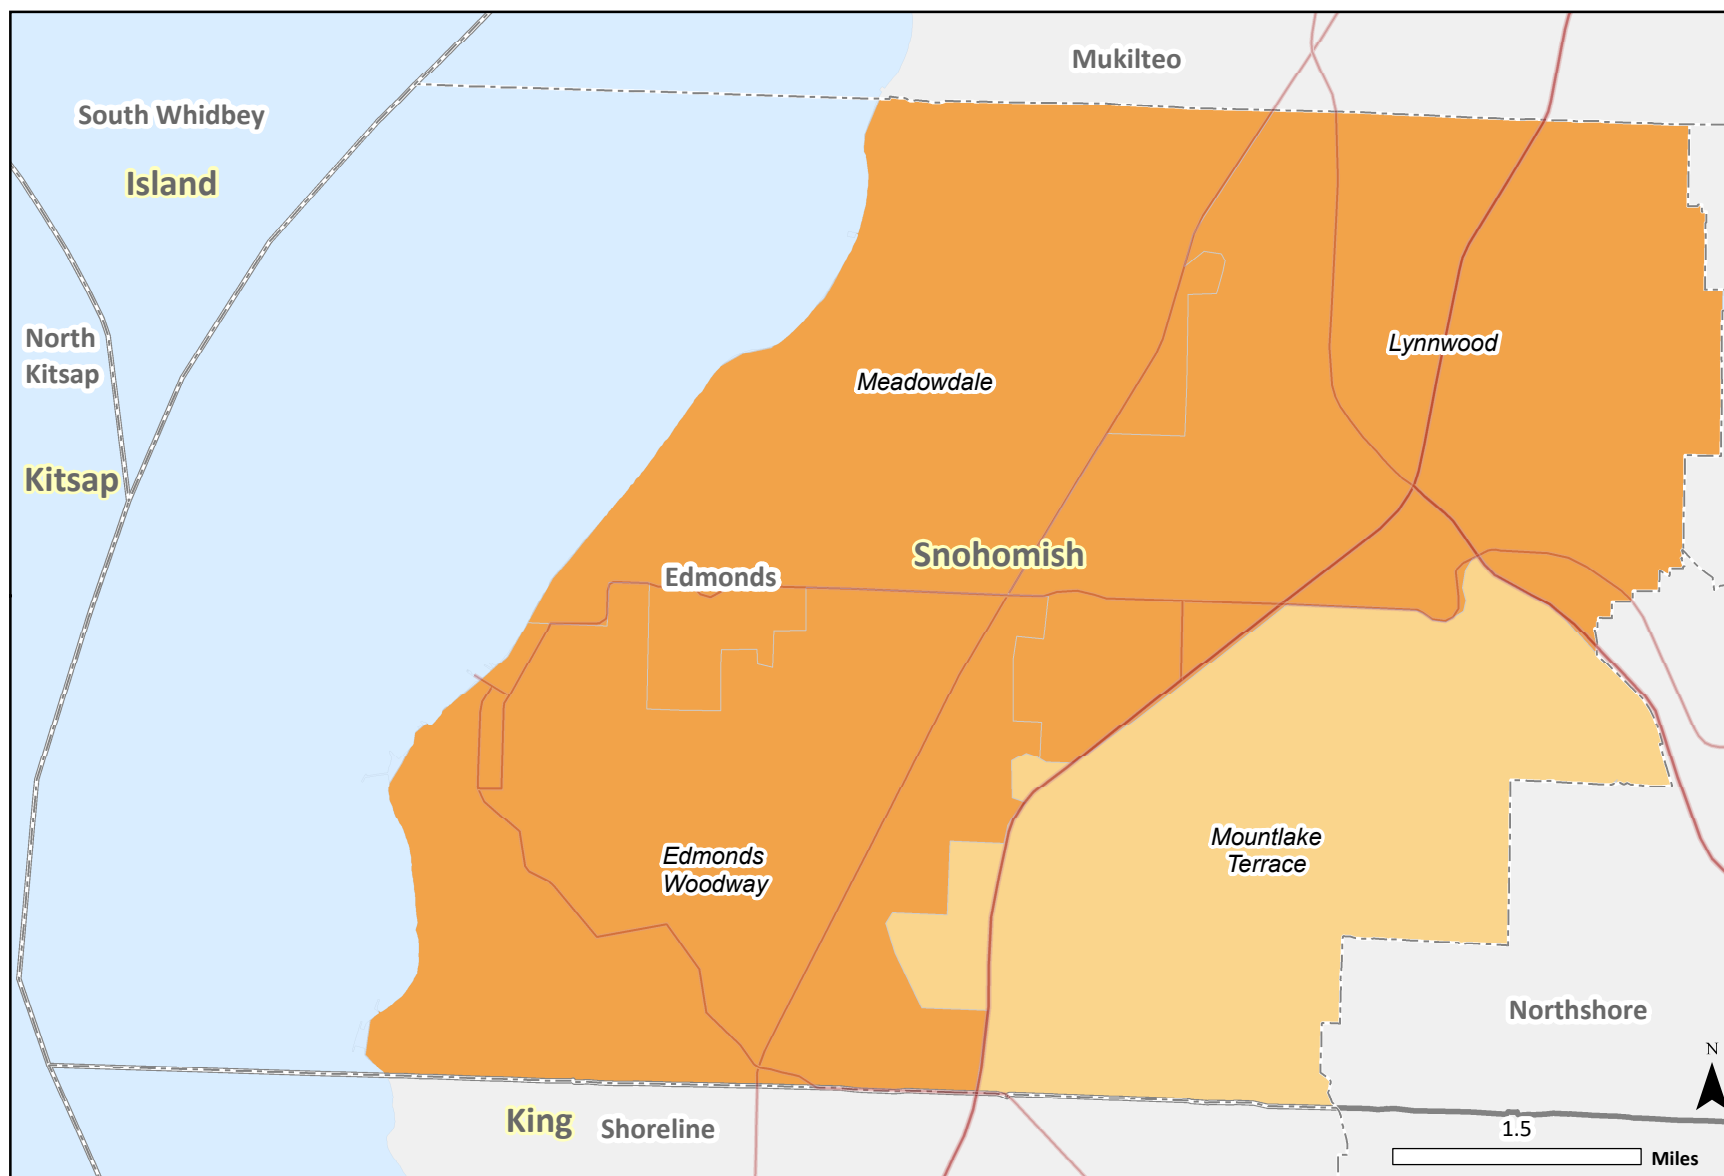 Mukilteo
South Whidbey
Island
North
Kitsap
Lynnwood
Meadowdale
Kitsap
Snohomish
Edmonds
Mountlake
Terrace
Edmonds
Woodway
Northshore
N
King
Shoreline
1.5
Miles